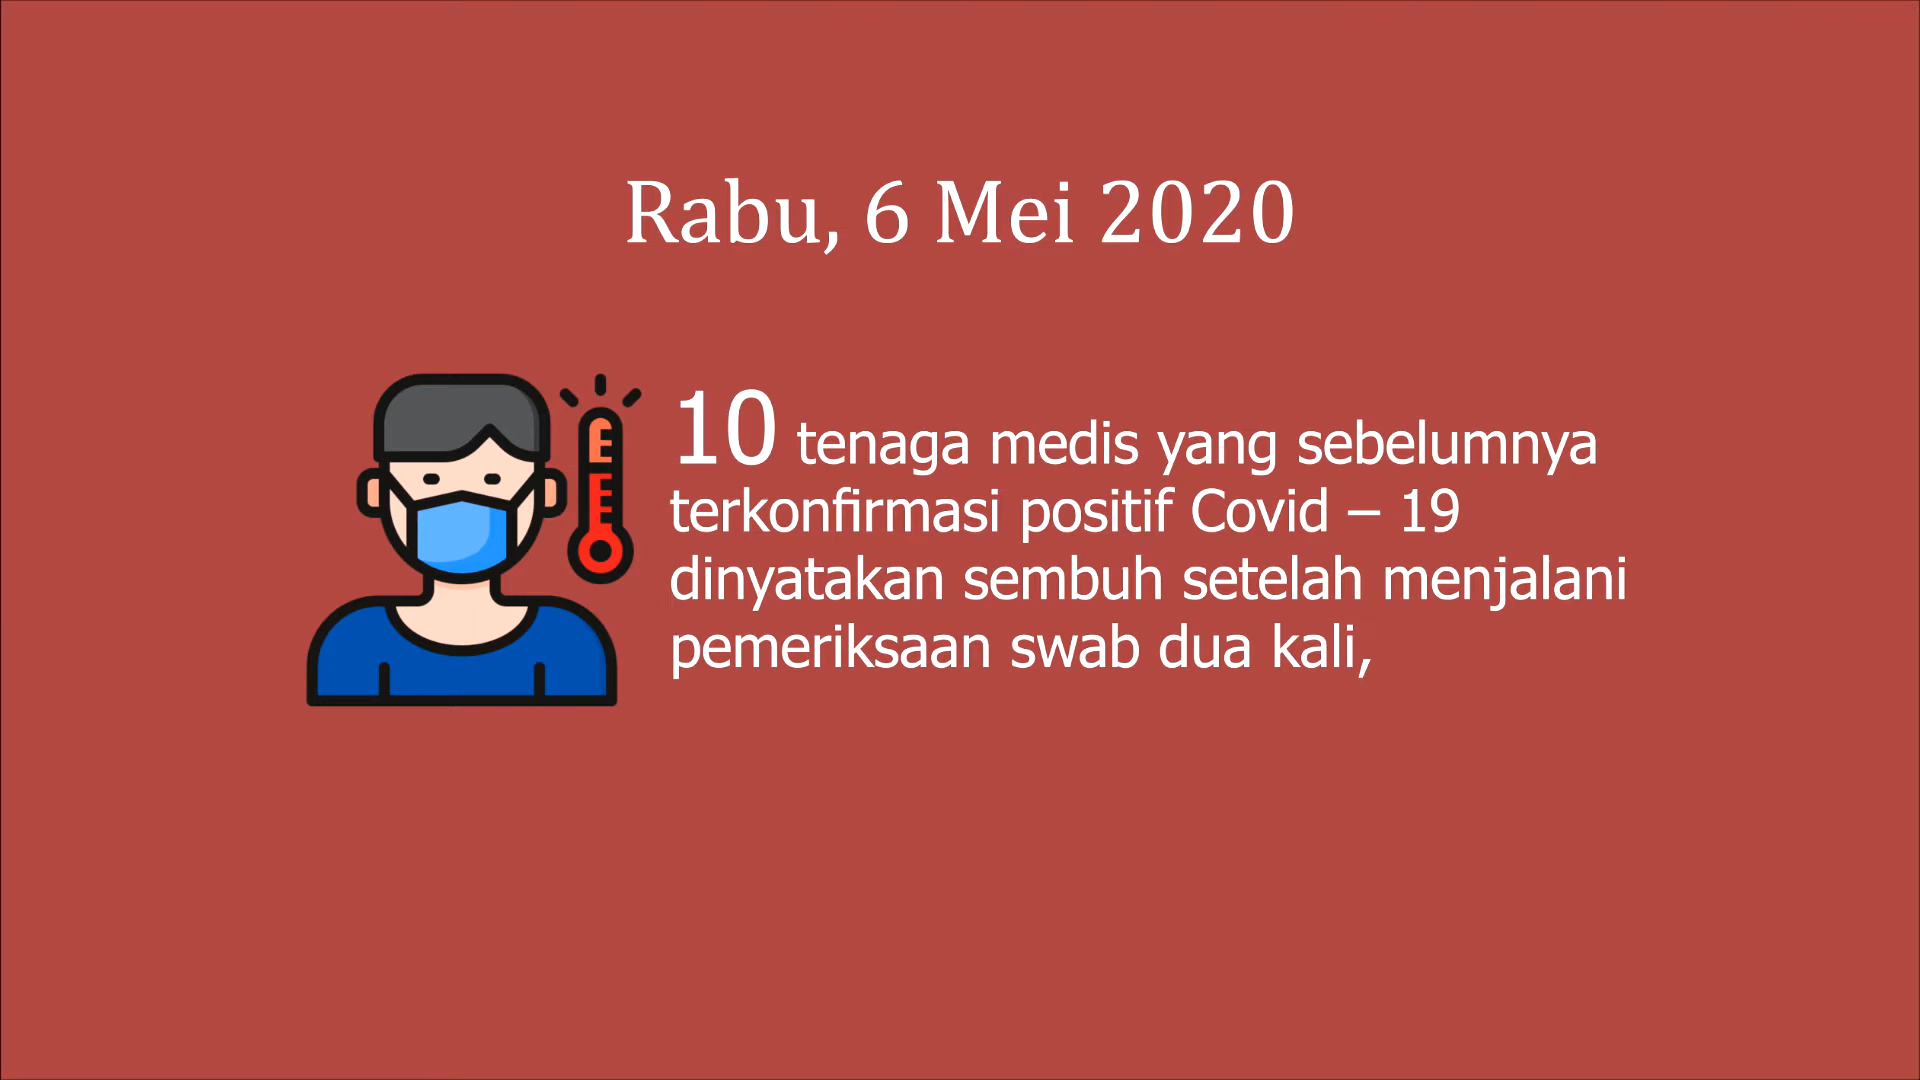 Rabu, 6 Mei 2020
10 tenaga medis yang sebelumnya
terkonfirmasi positif Covid – 19
dinyatakan sembuh setelah menjalani
pemeriksaan swab dua kali,